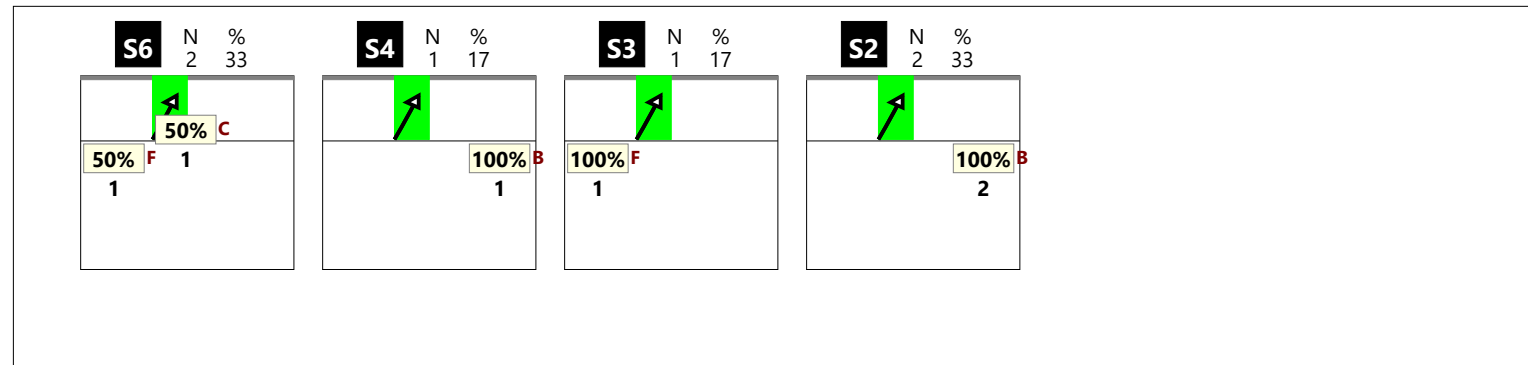 S6 N % S4 N % S3 N % S2 N %
2 33 1 17 1 17 2 33
50% C
50% F 1 100% B 100% F 100% B
1 1 1 2